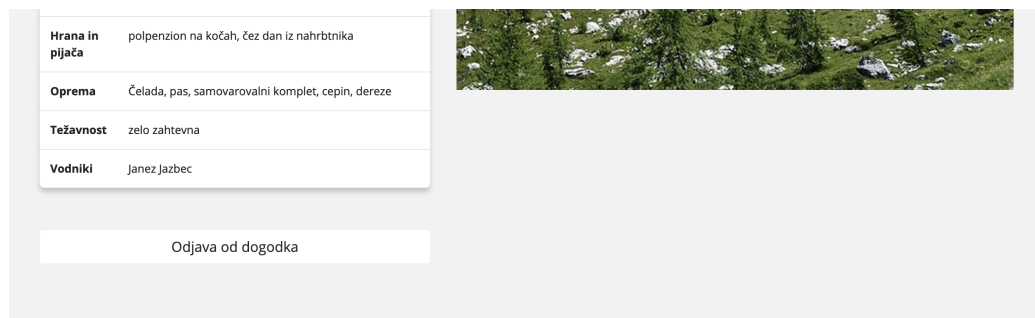 Hrana in pijača polpenzion na kočah, čez dan iz nahrbtnika
Oprema Čelada, pas, samovarovalni komplet, cepin, dereze
Težavnost zelo zahtevna
Vodniki Janez Jazbec
Odjava od dogodka